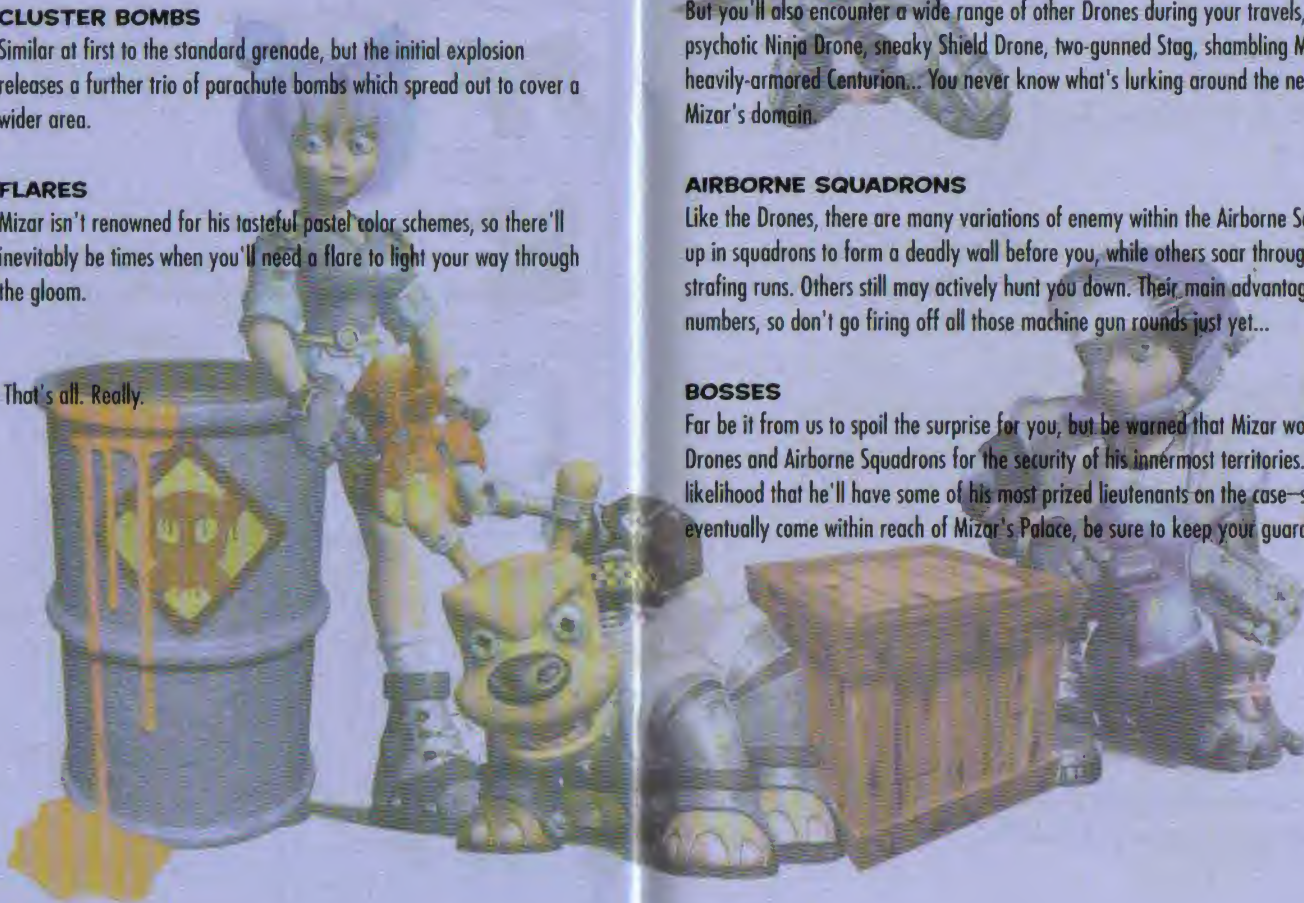 CLUSTER BOMBS
Similar at first to the standard grenade, but the initial explosion
releases a further trio of parachute bombs which spread out to cover a
wider area.
FLARES
Mizar isn't renowned for his tasteful pastel color schemes, so there'll
inevitably be times when you'll need a flare to light your way through
the gloom.
That's all. Really.
But you'll also encounter a wide range of other Drones during your travels,
psychotic Ninja Drone, sneaky Shield Drone, two-gunned Stag, shambling M
heavily-armored Centurion... You never know what's lurking around the ne
Mizar's domain.
AIRBORNE SQUADRONS
Like the Drones, there are many variations of enemy within the Airborne S
up in squadrons to form a deadly wall before you, while others soar throug
strafing runs. Others still may actively hunt you down. Their main advantag
numbers, so don't go firing off all those machine gun rounds just yet...
BOSSES
Far be it from us to spoil the surprise for you, but be warned that Mizar wo
Drones and Airborne Squadrons for the security of his innermost territories.
likelihood that he'll have some of his most prized lieutenants on the case—s
eventually come within reach of Mizar's Palace, be sure to keep your guar